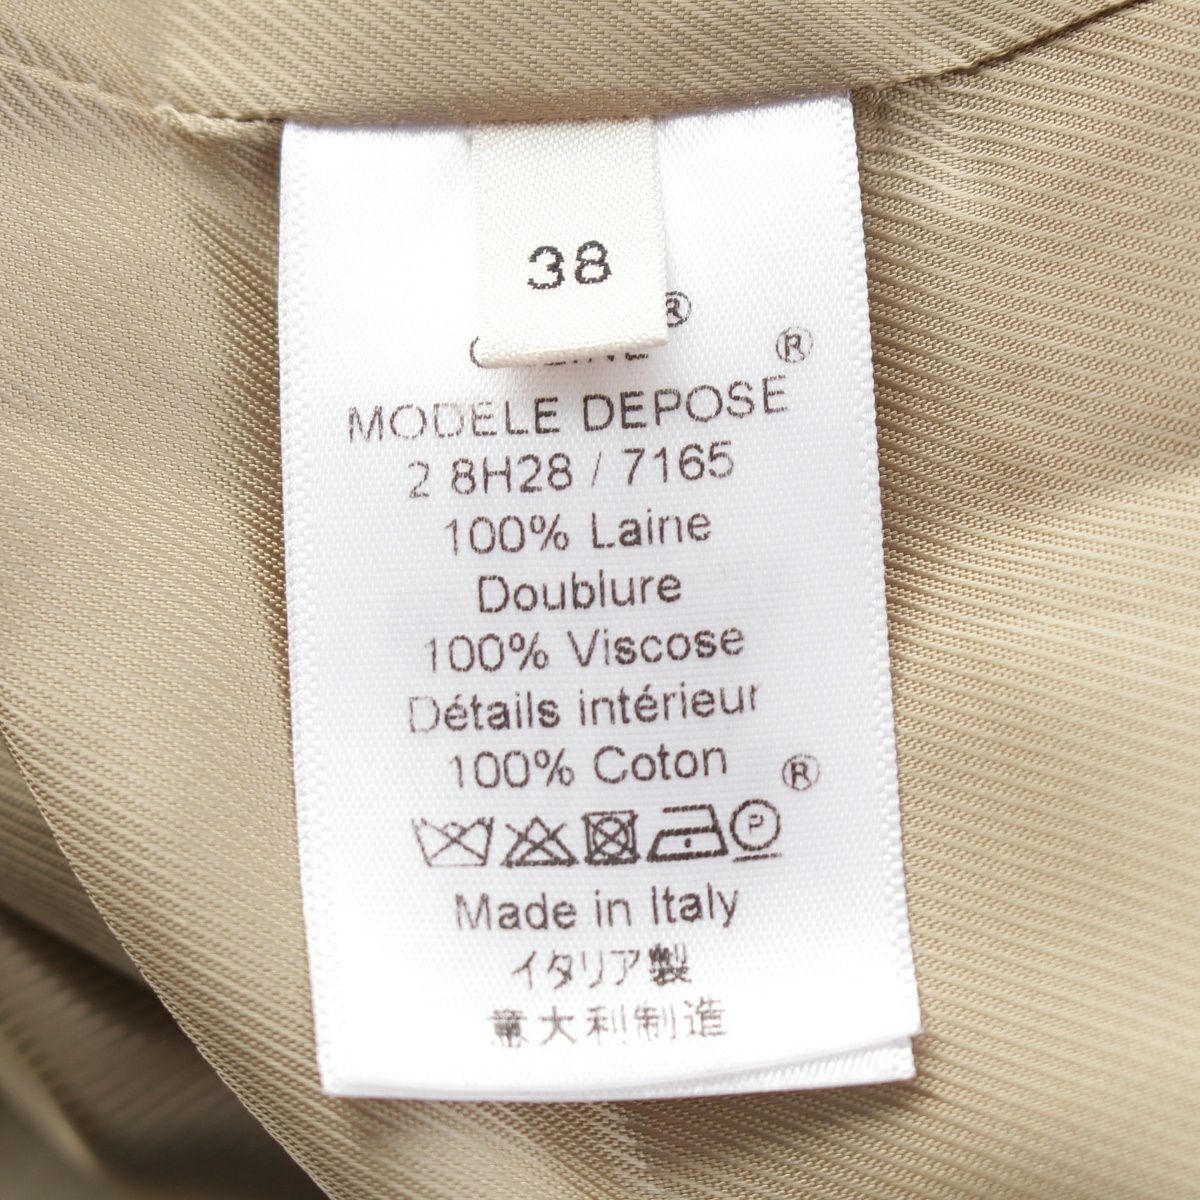 38
®
®
MODELE DEPOSE
2 8H28 / 7165
100% Laine
Doublure
100% Viscose
Détails intérieur
100% Coton
®
P
Made in Italy
イタリア製
意大利制造